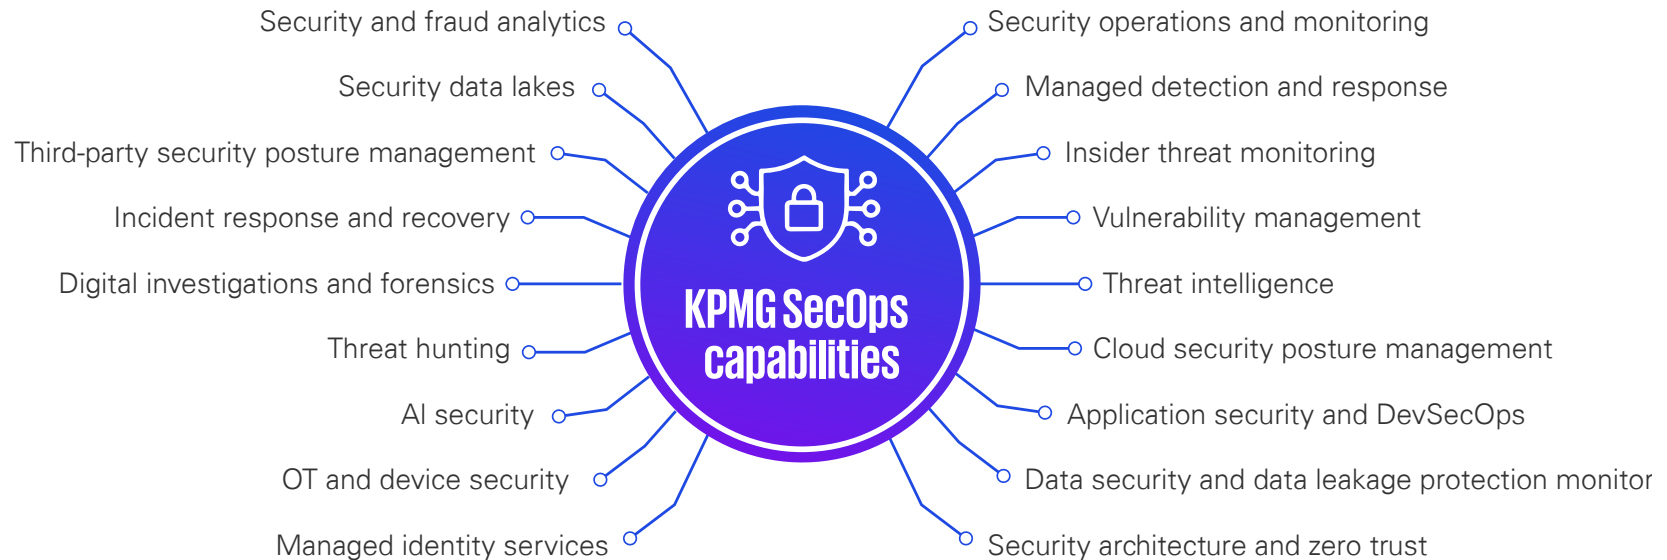 Security and fraud analytics
Security data lakes
Third-party security posture management
Incident response and recovery
Digital investigations and forensics
Threat hunting
AI security
OT and device security
Managed identity services
KPMG SecOps
capabilities
Security operations and monitoring
Managed detection and response
Insider threat monitoring
Vulnerability management
Threat intelligence
Cloud security posture management
Application security and DevSecOps
Data security and data leakage protection monitor
Security architecture and zero trust